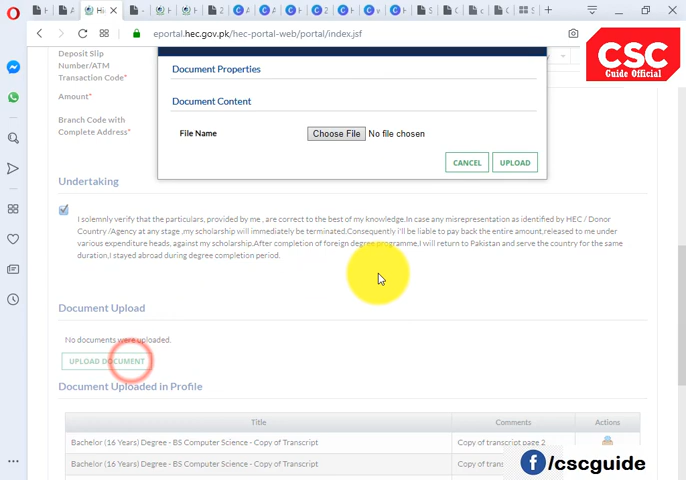 eportal.hec.gov.pk/hec-portal-web/portal/index.jsf
CSC
Guide Official
Deposit Slip
Number/ATM
Transaction Code*
Amount*
Branch Code with
Complete Address*
Document Properties
Document Content
File Name
Choose File No file chosen
CANCEL
UPLOAD
Undertaking
I solemnly verify that the particulars, provided by me , are correct to the best of my knowledge.In case any misrepresentation as identified by HEC / Donor
Country /Agency at any stage ,my scholarship will immediately be terminated.Consequently i'll be liable to pay back the entire amount,released to me under
various expenditure heads, against my scholarship.After completion of foreign degree programme,I will return to Pakistan and serve the country for the same
duration,I stayed abroad during degree completion period.
Document Upload
No documents were uploaded.
UPLOAD DOCUMENT
Document Uploaded in Profile
Title Comments Actions
Bachelor (16 Years) Degree - BS Computer Science - Copy of Transcript Copy of transcript page 2
Bachelor (16 Years) Degree - BS Computer Science - Copy of Transcript Copy of
f /cscguide